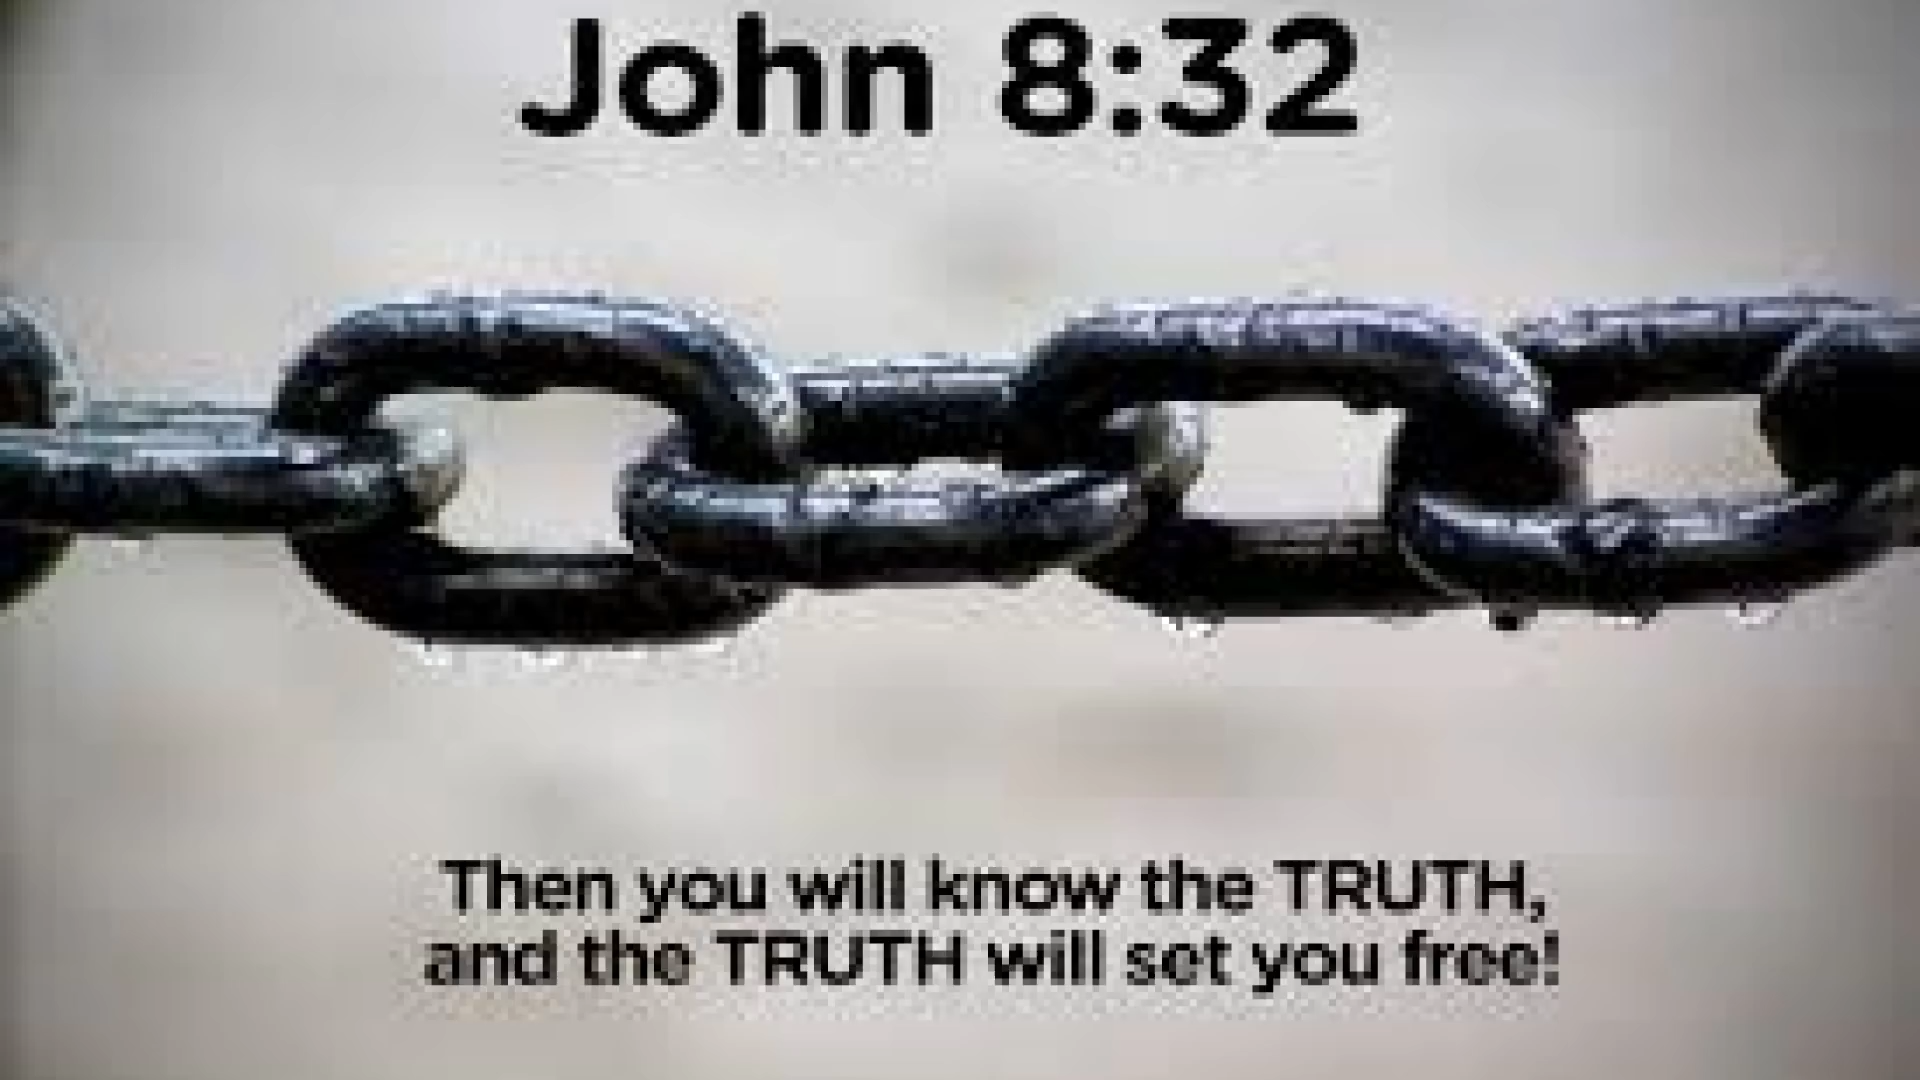 John 8:32
Then you will know the TRUTH,
and the TRUTH will set you free!